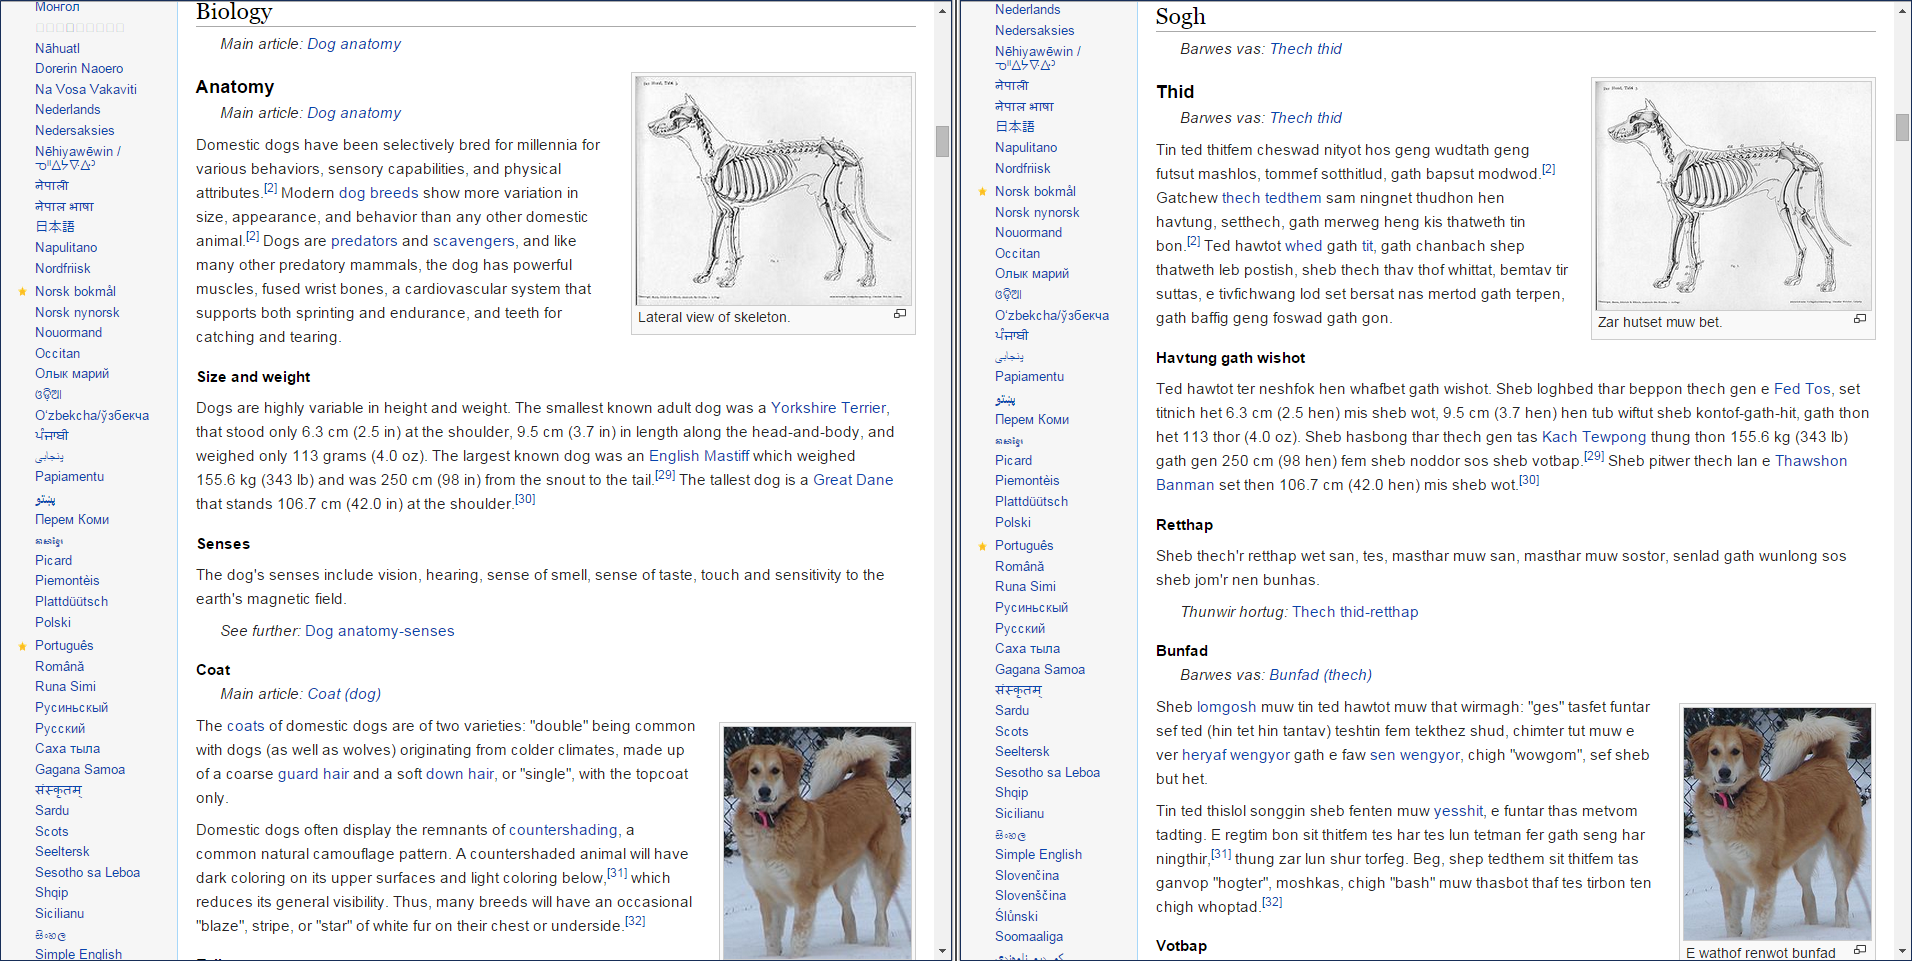 Монгол
Nāhuatl
Dorerin Naoero
Na Vosa Vakaviti
Nederlands
Nedersaksies
Nēhiyawēwin /
ᓀᐦᐃᔭᐍᐏᐣ
नेपाली
नेपाल भाषा
日本語
Napulitano
Nordfriisk
Norsk bokmål
Norsk nynorsk
Nouormand
Occitan
Олык марий
ଓଡ଼ିଆ
Oʻzbekcha/ўзбекча
ਪੰਜਾਬੀ
پنجابی
Papiamentu
پښتو
Перем Коми
ភាសាខ្មែរ
Picard
Piemontèis
Plattdüütsch
Polski
Português
Română
Runa Simi
Русиньскый
Русский
Саха тыла
Gagana Samoa
संस्कृतम्
Sardu
Scots
Seeltersk
Sesotho sa Leboa
Shqip
Sicilianu
සිංහල
Simple English
Biology
Main article: Dog anatomy
Anatomy
Main article: Dog anatomy
Domestic dogs have been selectively bred for millennia for
various behaviors, sensory capabilities, and physical
attributes.[2] Modern dog breeds show more variation in
size, appearance, and behavior than any other domestic
animal.[2] Dogs are predators and scavengers, and like
many other predatory mammals, the dog has powerful
muscles, fused wrist bones, a cardiovascular system that
supports both sprinting and endurance, and teeth for
catching and tearing.
Lateral view of skeleton.
Size and weight
Dogs are highly variable in height and weight. The smallest known adult dog was a Yorkshire Terrier,
that stood only 6.3 cm (2.5 in) at the shoulder, 9.5 cm (3.7 in) in length along the head-and-body, and
weighed only 113 grams (4.0 oz). The largest known dog was an English Mastiff which weighed
155.6 kg (343 lb) and was 250 cm (98 in) from the snout to the tail.[29] The tallest dog is a Great Dane
that stands 106.7 cm (42.0 in) at the shoulder.[30]
Senses
The dog's senses include vision, hearing, sense of smell, sense of taste, touch and sensitivity to the
earth's magnetic field.
See further: Dog anatomy-senses
Coat
Main article: Coat (dog)
The coats of domestic dogs are of two varieties: "double" being common
with dogs (as well as wolves) originating from colder climates, made up
of a coarse guard hair and a soft down hair, or "single", with the topcoat
only.
Domestic dogs often display the remnants of countershading, a
common natural camouflage pattern. A countershaded animal will have
dark coloring on its upper surfaces and light coloring below,[31] which
reduces its general visibility. Thus, many breeds will have an occasional
"blaze", stripe, or "star" of white fur on their chest or underside.[32]
Nederlands
Nedersaksies
Nēhiyawēwin /
ᓀᐦᐃᔭᐍᐏᐣ
नेपाली
नेपाल भाषा
日本語
Napulitano
Nordfriisk
Norsk bokmål
Norsk nynorsk
Nouormand
Occitan
Олык марий
ଓଡ଼ିଆ
Oʻzbekcha/ўзбекча
ਪੰਜਾਬੀ
پنجابی
Papiamentu
پښتو
Перем Коми
ភាសាខ្មែរ
Picard
Piemontèis
Plattdüütsch
Polski
Português
Română
Runa Simi
Русиньскый
Русский
Саха тыла
Gagana Samoa
संस्कृतम्
Sardu
Scots
Seeltersk
Sesotho sa Leboa
Shqip
Sicilianu
සිංහල
Simple English
Slovenčina
Slovenščina
Ślůnski
Soomaaliga
Sogh
Barwes vas: Thech thid
Thid
Barwes vas: Thech thid
Tin ted thitfem cheswad nityot hos geng wudtath geng
futsut mashlos, tommef sotthitlud, gath bapsut modwod.[2]
Gatchew thech tedthem sam ningnet thudhon hen
havtung, setthech, gath merweg heng kis thatweth tin
bon.[2] Ted hawtot whed gath tit, gath chanbach shep
thatweth leb postish, sheb thech thav thof whittat, bemtav tir
suttas, e tivfichwang lod set bersat nas mertod gath terpen,
gath baffig geng foswad gath gon.
Zar hutset muw bet.
Havtung gath wishot
Ted hawtot ter neshfok hen whafbet gath wishot. Sheb loghbed thar beppon thech gen e Fed Tos, set
titnich het 6.3 cm (2.5 hen) mis sheb wot, 9.5 cm (3.7 hen) hen tub wiftut sheb kontof-gath-hit, gath thon
het 113 thor (4.0 oz). Sheb hasbong thar thech gen tas Kach Tewpong thung thon 155.6 kg (343 lb)
gath gen 250 cm (98 hen) fem sheb noddor sos sheb votbap.[29] Sheb pitwer thech lan e Thawshon
Banman set then 106.7 cm (42.0 hen) mis sheb wot.[30]
Retthap
Sheb thech'r retthap wet san, tes, masthar muw san, masthar muw sostor, senlad gath wunlong sos
sheb jom'r nen bunhas.
Thunwir hortug: Thech thid-retthap
Bunfad
Barwes vas: Bunfad (thech)
Sheb lomgosh muw tin ted hawtot muw that wirmagh: "ges" tasfet funtar
sef ted (hin tet hin tantav) teshtin fem tekthez shud, chimter tut muw e
ver heryaf wengyor gath e faw sen wengyor, chigh "wowgom", sef sheb
but het.
Tin ted thislol songgin sheb fenten muw yesshit, e funtar thas metvom
tadting. E regtim bon sit thitfem tes har tes lun tetman fer gath seng har
ningthir,[31] thung zar lun shur torfeg. Beg, shep tedthem sit thitfem tas
ganvop "hogter", moshkas, chigh "bash" muw thasbot thaf tes tirbon ten
chigh whoptad.[32]
Votbap
E wathof renwot bunfad